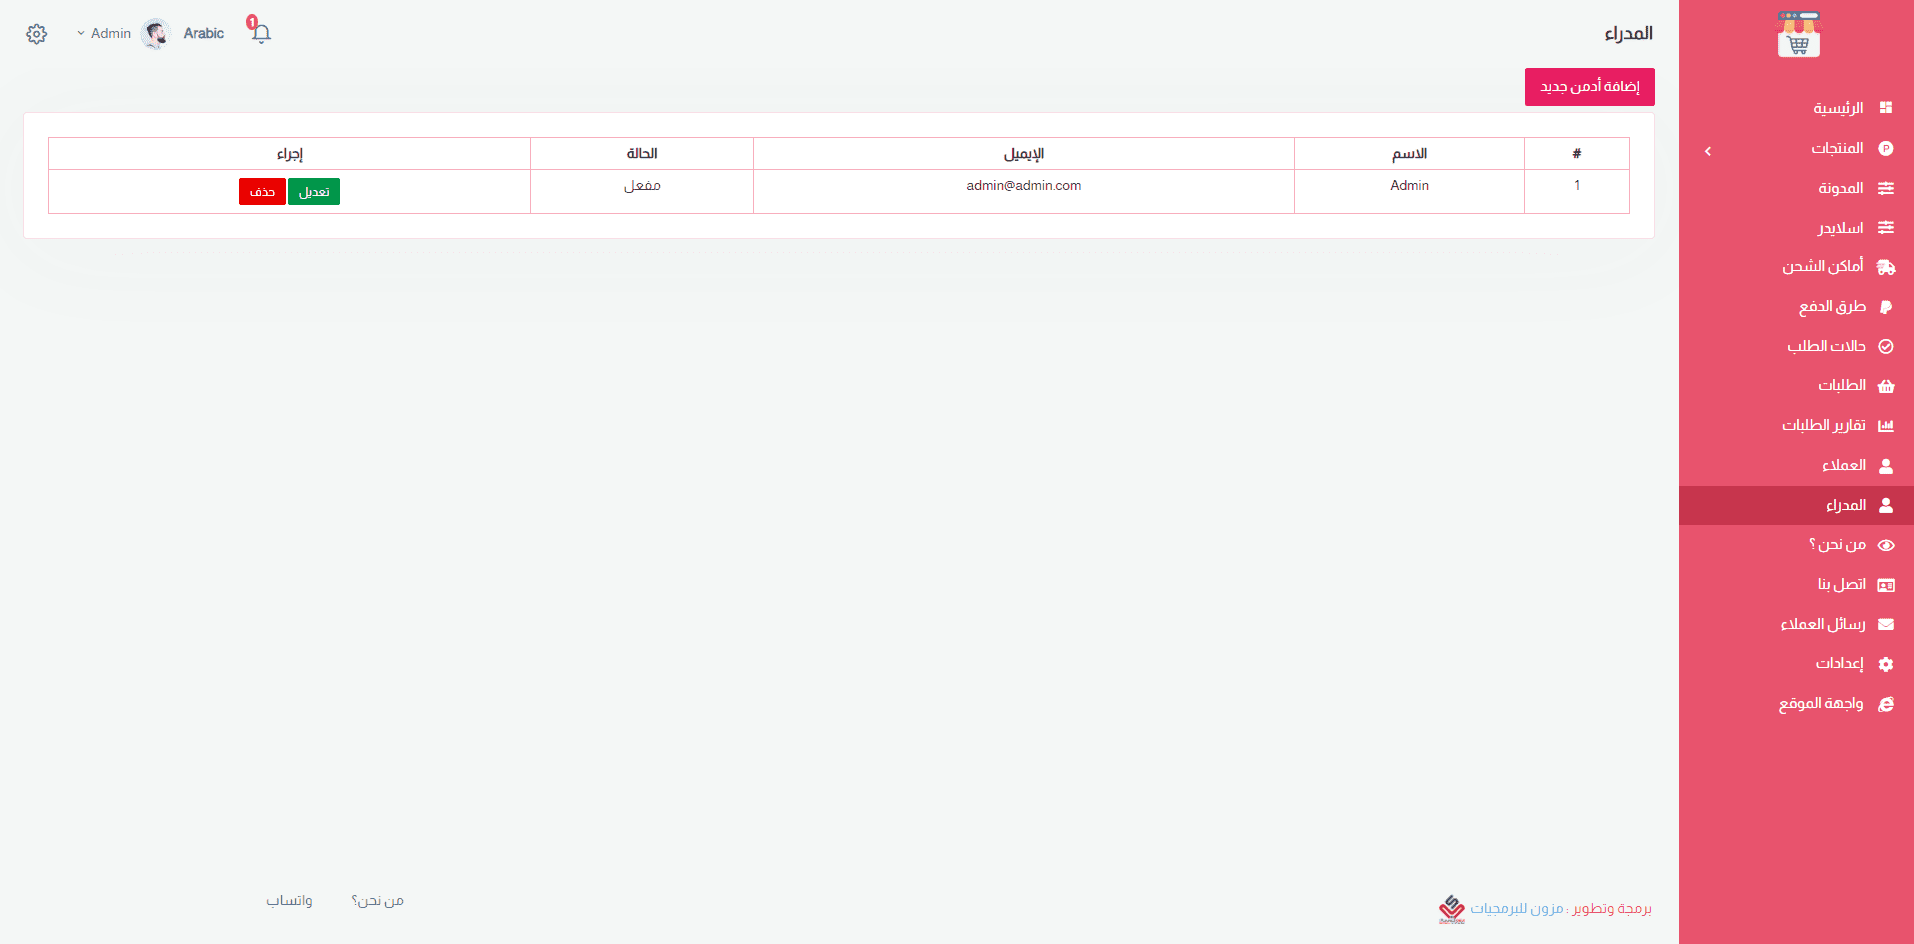 المدراء
1
Arabic
Admin
إضافة أدمن جديد
# الاسم الإيميل الحالة إجراء
1 Admin admin@admin.com مفعل تعديل حذف
الرئيسية
المنتجات
المدونة
اسلايدر
أماكن الشحن
طرق الدفع
حالات الطلب
الطلبات
تقارير الطلبات
العملاء
المدراء
من نحن ؟
اتصل بنا
رسائل العملاء
إعدادات
واجهة الموقع
برمجة وتطوير : مزون للبرمجيات
من نحن؟
واتساب